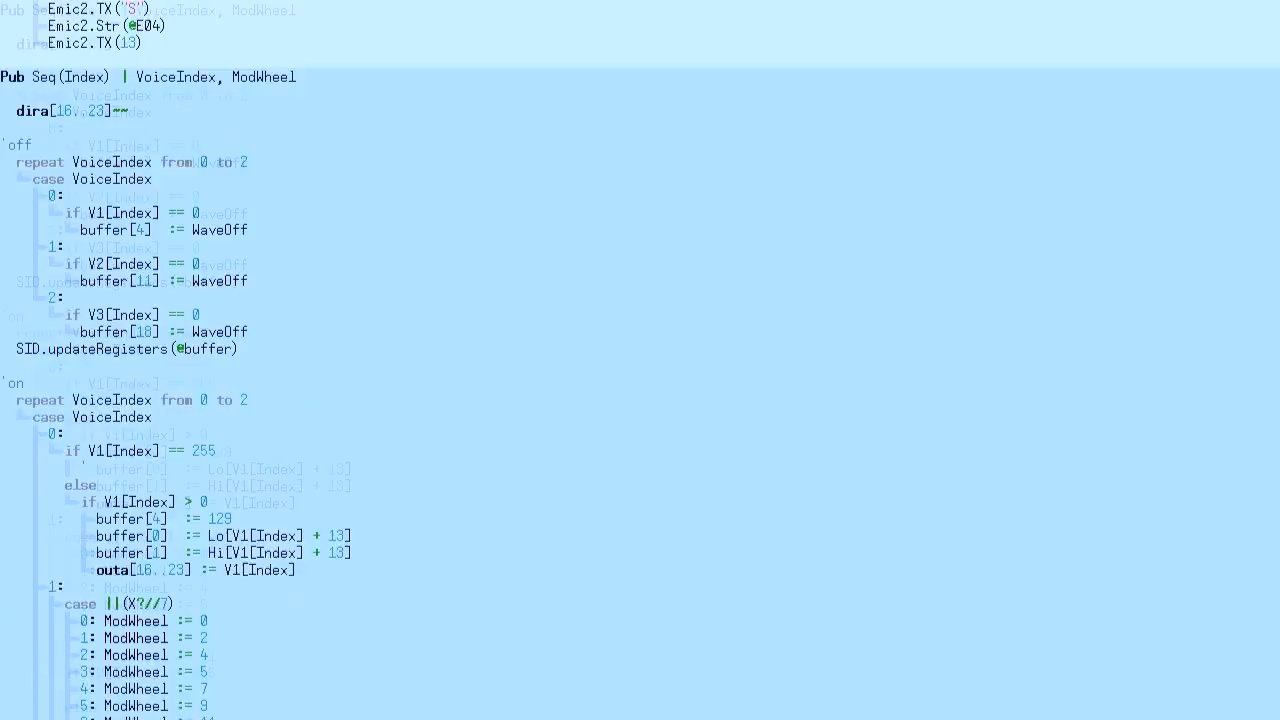 Emic2.TX("S")
Emic2.Str(@E04)
Emic2.TX(13)
Pub Seq(Index) | VoiceIndex, ModWheel
dira[16..23]~~
'off
repeat VoiceIndex from 0 to 2
case VoiceIndex
0:
if V1[Index] == 0
buffer[4] := WaveOff
1:
if V2[Index] == 0
buffer[11] := WaveOff
2:
if V3[Index] == 0
buffer[18] := WaveOff
SID.updateRegisters(@buffer)
'on
repeat VoiceIndex from 0 to 2
case VoiceIndex
0:
if V1[Index] == 255
'
else
if V1[Index] > 0
buffer[4] := 129
buffer[0] := Lo[V1[Index] + 13]
buffer[1] := Hi[V1[Index] + 13]
outa[16..23] := V1[Index]
1:
case ||(X?//7)
0: ModWheel := 0
1: ModWheel := 2
2: ModWheel := 4
3: ModWheel := 5
4: ModWheel := 7
5: ModWheel := 9